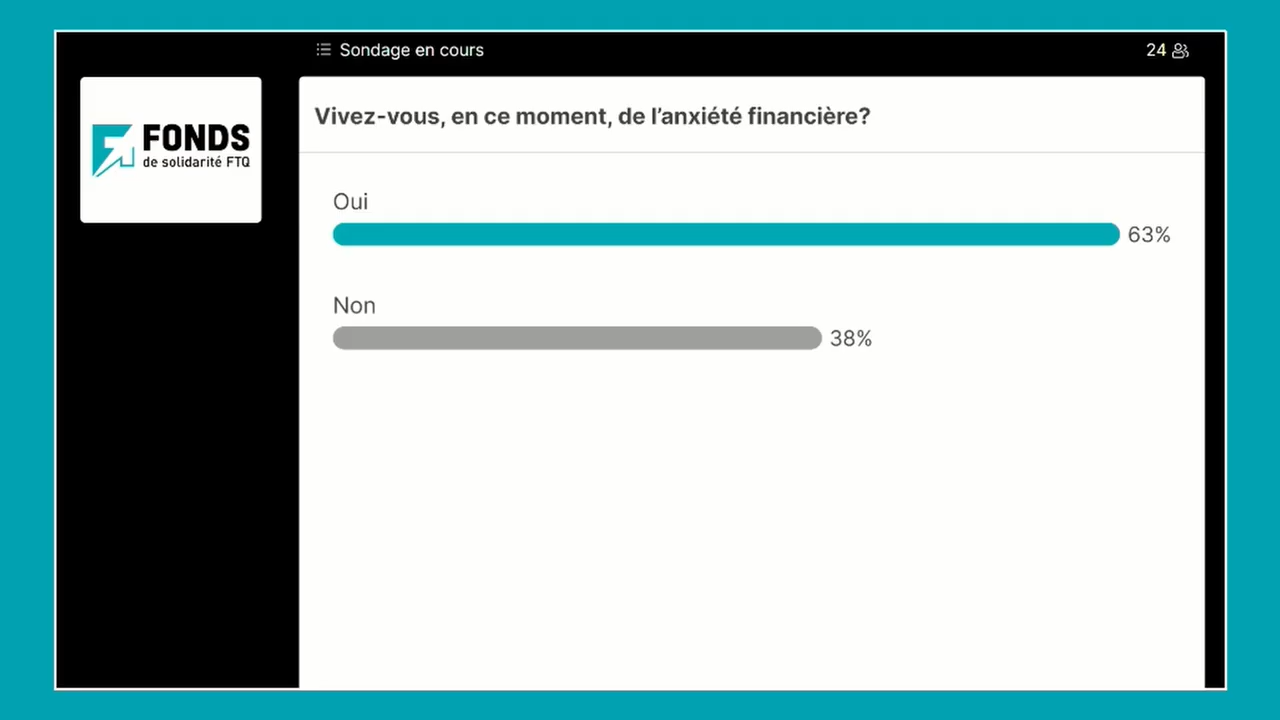 Sondage en cours
24
FONDS
de solidarité FTQ
Vivez-vous, en ce moment, de l’anxiété financière?
Oui
63%
Non
38%